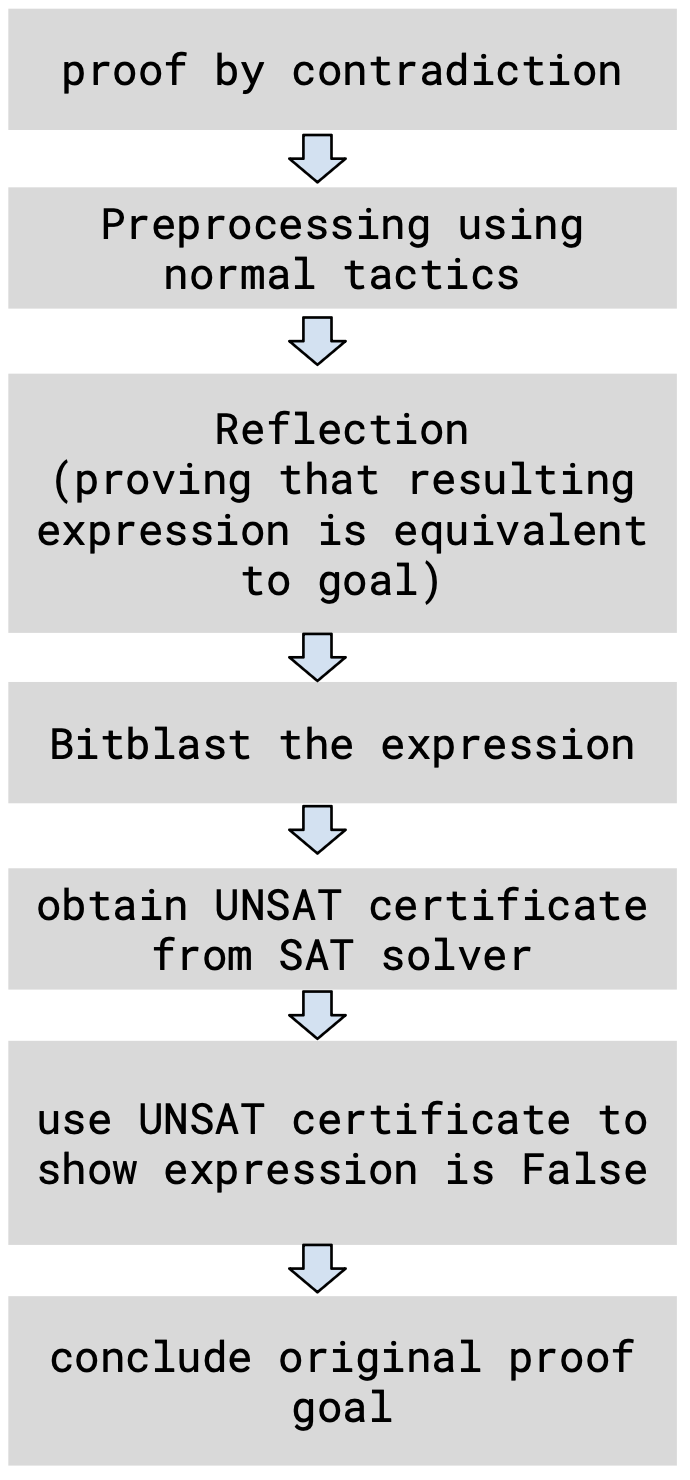 proof by contradiction
Preprocessing using
normal tactics
Reflection
(proving that resulting
expression is equivalent
to goal)
Bitblast the expression
obtain UNSAT certificate
from SAT solver
use UNSAT certificate to
show expression is False
conclude original proof
goal